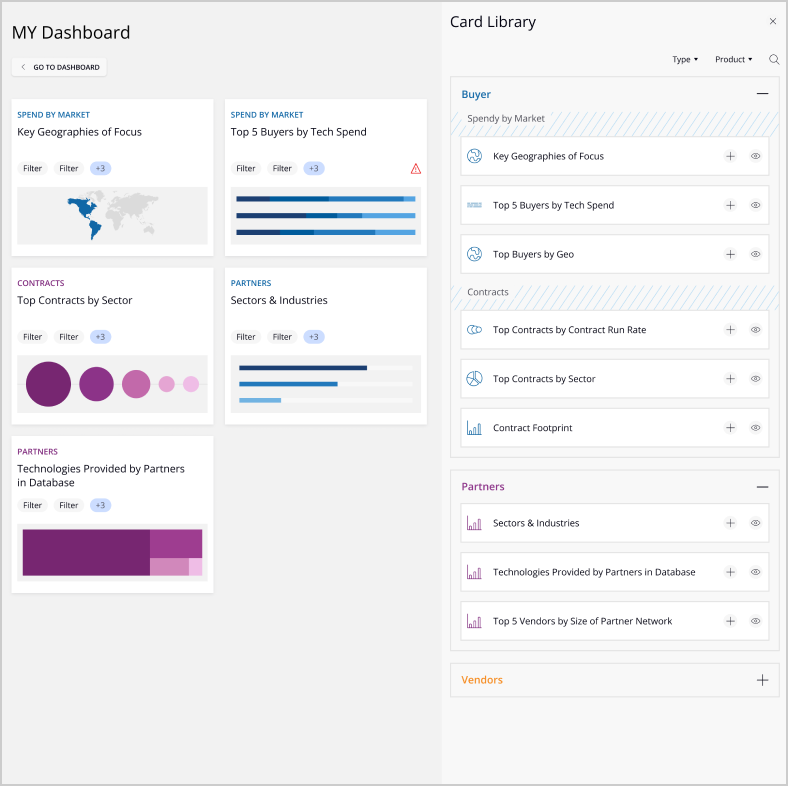 MY Dashboard
GO TO DASHBOARD
SPEND BY MARKET
Key Geographies of Focus
Filter Filter +3
SPEND BY MARKET
Top 5 Buyers by Tech Spend
Filter Filter +3
CONTRACTS
Top Contracts by Sector
Filter Filter +3
PARTNERS
Sectors & Industries
Filter Filter +3
PARTNERS
Technologies Provided by Partners
in Database
Filter Filter +3
Card Library
Type Product
Buyer
Spendy by Market
Key Geographies of Focus
Top 5 Buyers by Tech Spend
Top Buyers by Geo
Contracts
Top Contracts by Contract Run Rate
Top Contracts by Sector
Contract Footprint
Partners
Sectors & Industries
Technologies Provided by Partners in Database
Top 5 Vendors by Size of Partner Network
Vendors